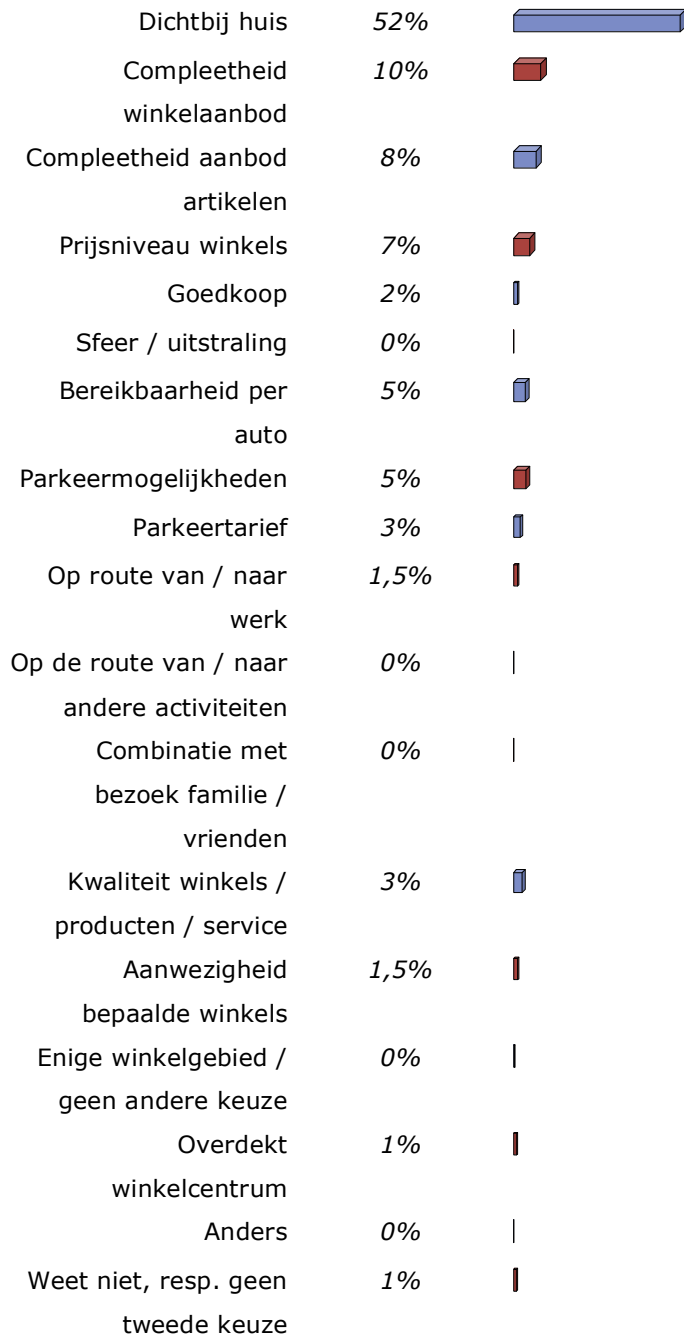 Dichtbij huis 52%
Compleetheid 10%
winkelaanbod
Compleetheid aanbod 8%
artikelen
Prijsniveau winkels 7%
Goedkoop 2%
Sfeer / uitstraling 0%
Bereikbaarheid per 5%
auto
Parkeermogelijkheden 5%
Parkeertarief 3%
Op route van / naar 1,5%
werk
Op de route van / naar 0%
andere activiteiten
Combinatie met 0%
bezoek familie /
vrienden
Kwaliteit winkels / 3%
producten / service
Aanwezigheid 1,5%
bepaalde winkels
Enige winkelgebied / 0%
geen andere keuze
Overdekt 1%
winkelcentrum
Anders 0%
Weet niet, resp. geen 1%
tweede keuze